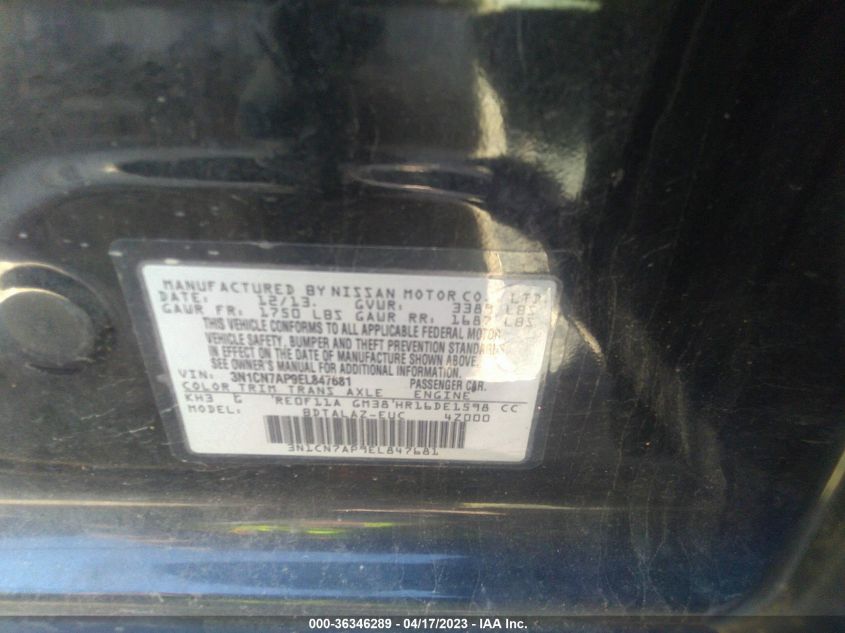 MANUFACTURED BY NISSAN MOTOR CO., LTD.
DATE: 12/13. GVWR: 3389 LBS
GAWR FR: 1750 LBS GAWR RR: 1687 LBS
THIS VEHICLE CONFORMS TO ALL APPLICABLE FEDERAL MOTOR
VEHICLE SAFETY, BUMPER AND THEFT PREVENTION STANDARDS
IN EFFECT ON THE DATE OF MANUFACTURE SHOWN ABOVE.
SEE OWNER'S MANUAL FOR ADDITIONAL INFORMATION
VIN: 3N1CN7AP9EL847681 PASSENGER CAR.
COLOR TRIM TRANS AXLE ENGINE
KH3 G RE0F11A GM38 HR16DE1598 CC
MODEL: BDTALAZ-EUC 4Z000
3N1CN7AP9EL847681
000-36346289 - 04/17/2023 - IAA Inc.